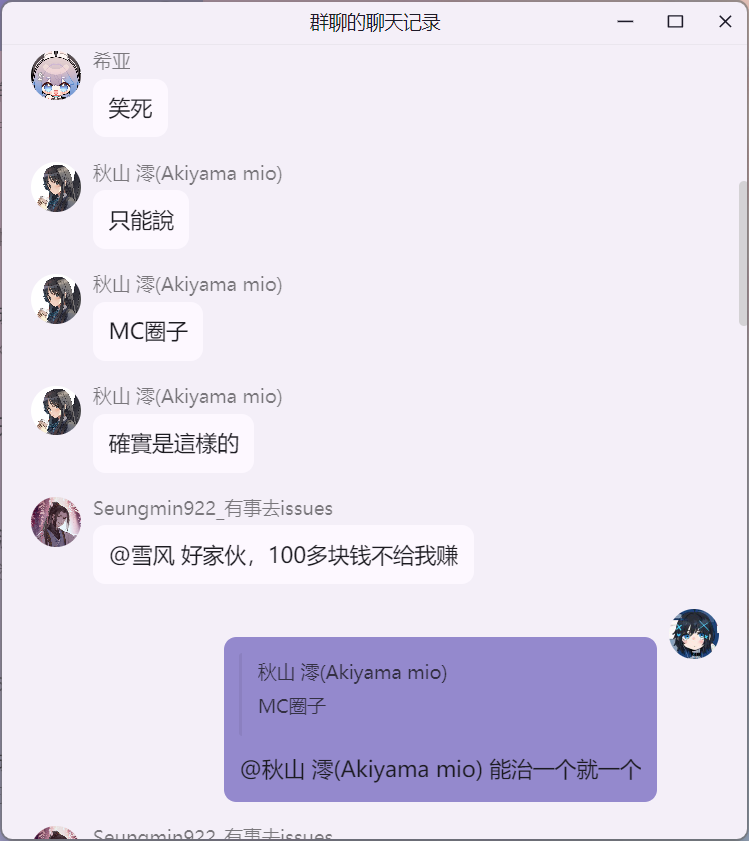 群聊的聊天记录
希亚
笑死
秋山 澪(Akiyama mio)
只能說
秋山 澪(Akiyama mio)
MC圈子
秋山 澪(Akiyama mio)
確實是這樣的
Seungmin922_有事去issues
@雪风 好家伙，100多块钱不给我赚
秋山 澪(Akiyama mio)
MC圈子
@秋山 澪(Akiyama mio) 能治一个就一个
Seungmin922_有事去issues